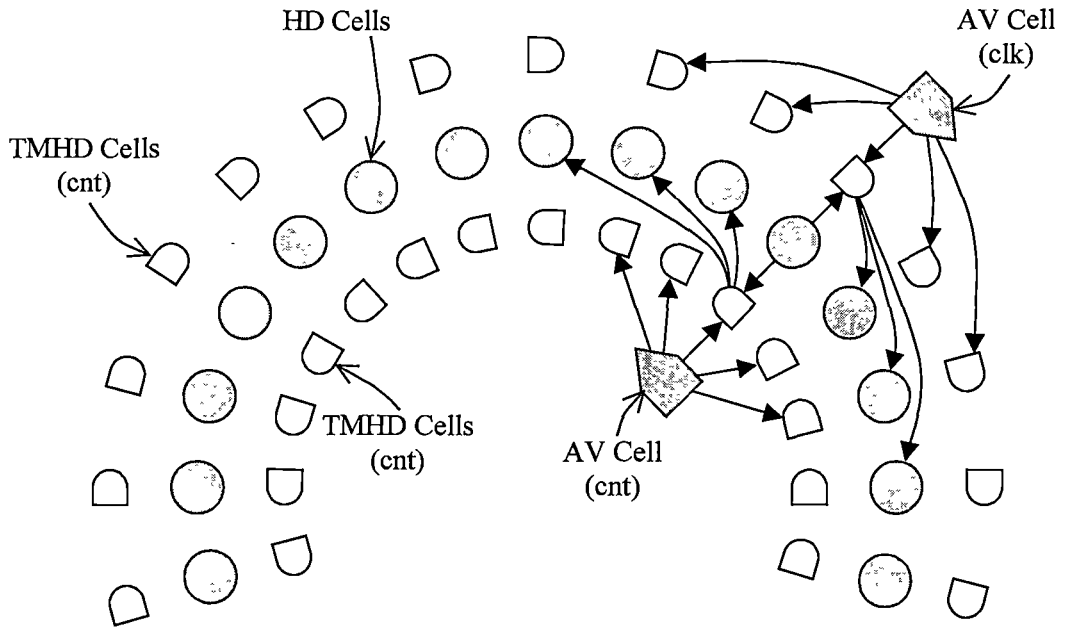 HD Cells
AV Cell
(clk)
TMHD Cells
(cnt)
TMHD Cells
(cnt)
AV Cell
(cnt)